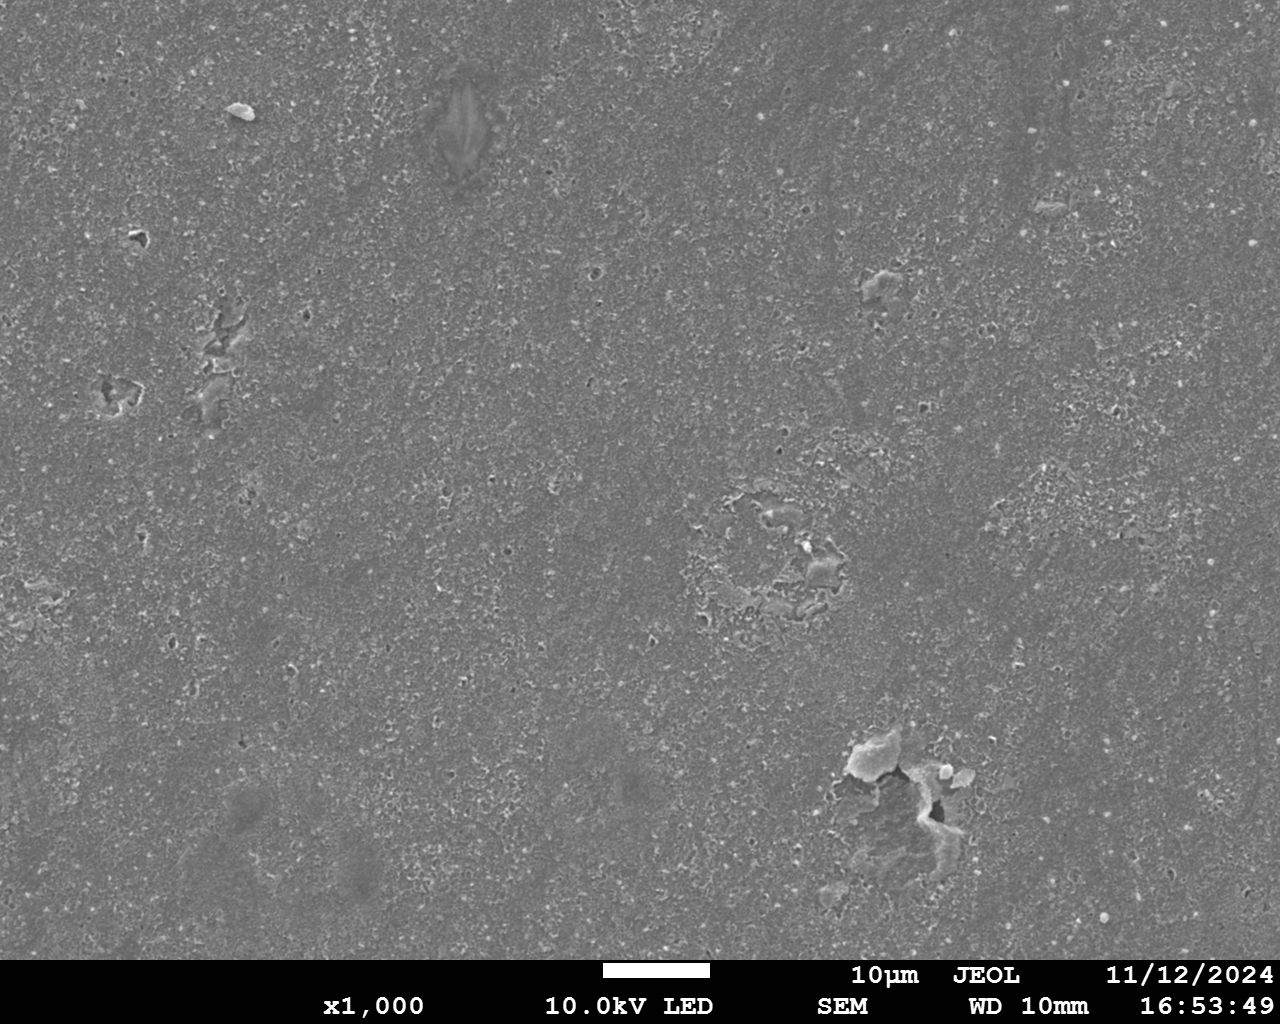 10µm JEOL 11/12/2024
x1,000 10.0kV LED SEM WD 10mm 16:53:49